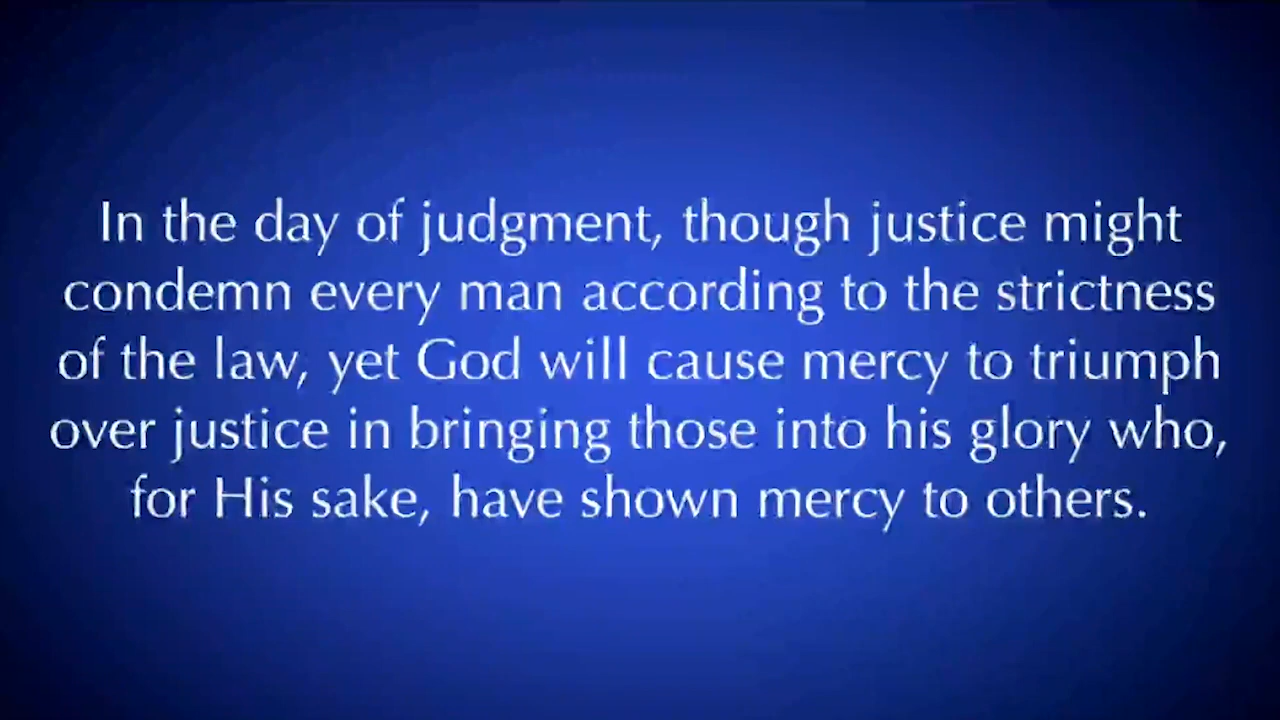 In the day of judgment, though justice might
condemn every man according to the strictness
of the law, yet God will cause mercy to triumph
over justice in bringing those into his glory who,
for His sake, have shown mercy to others.